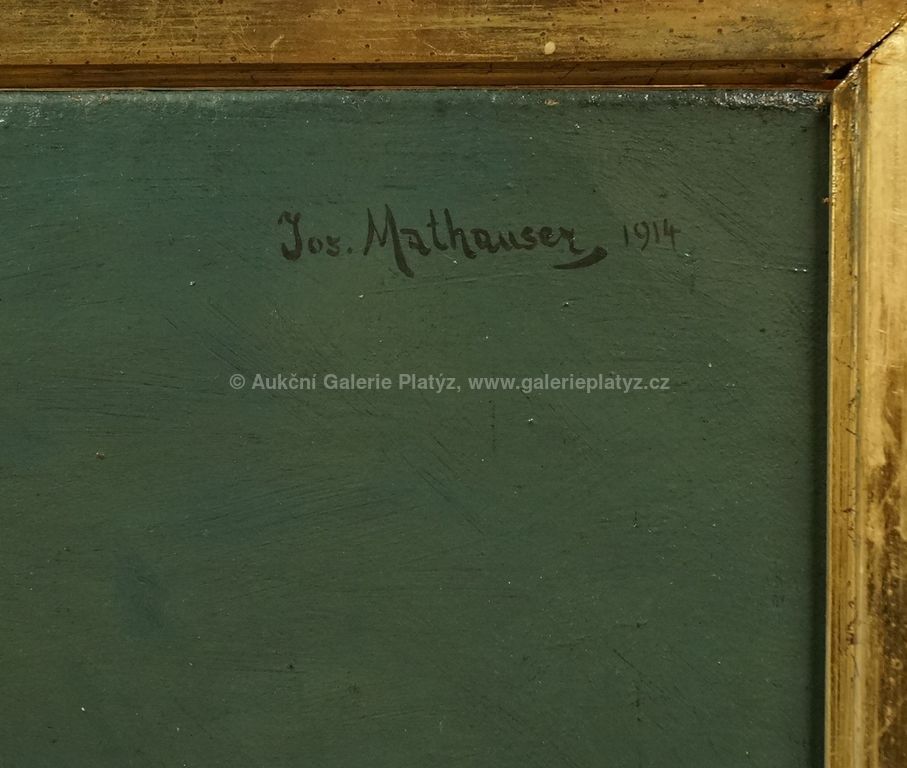 Jos. Mathauser 1914
© Aukční Galerie Platýz, www.galerieplatyz.cz